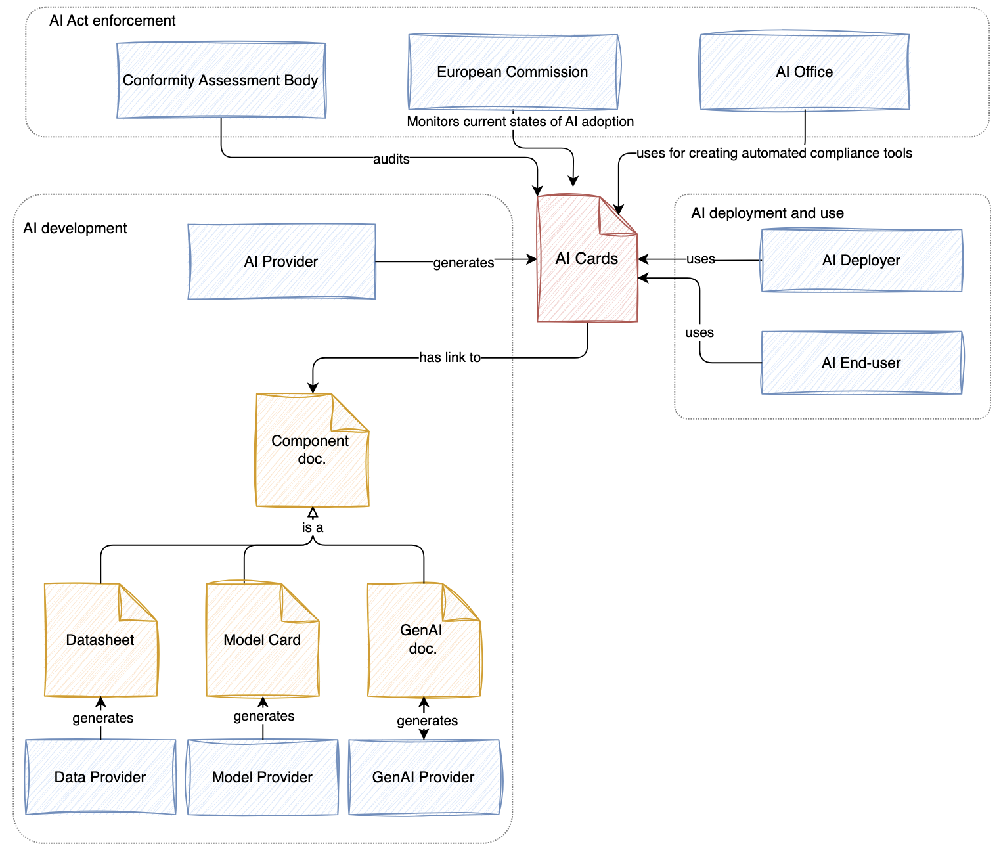 AI Act enforcement
Conformity Assessment Body
European Commission
AI Office
Monitors current states of AI adoption
audits
uses for creating automated compliance tools
AI development
AI Provider
generates
AI Cards
AI deployment and use
uses
AI Deployer
uses
AI End-user
has link to
Component
doc.
is a
Datasheet
Model Card
GenAI
doc.
generates
generates
generates
Data Provider
Model Provider
GenAI Provider